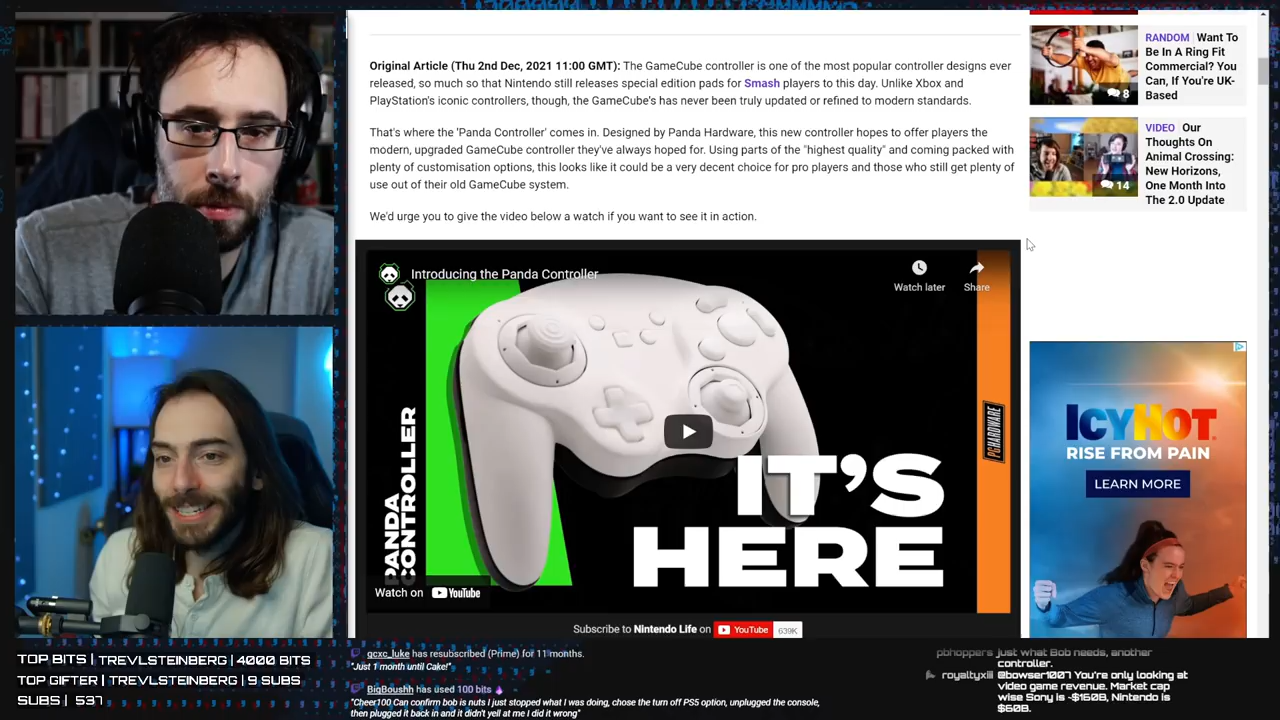 Original Article (Thu 2nd Dec, 2021 11:00 GMT): The GameCube controller is one of the most popular controller designs ever
released, so much so that Nintendo still releases special edition pads for Smash players to this day. Unlike Xbox and
PlayStation's iconic controllers, though, the GameCube's has never been truly updated or refined to modern standards.
That's where the 'Panda Controller' comes in. Designed by Panda Hardware, this new controller hopes to offer players the
modern, upgraded GameCube controller they've always hoped for. Using parts of the "highest quality" and coming packed with
plenty of customisation options, this looks like it could be a very decent choice for pro players and those who still get plenty of
use out of their old GameCube system.
We'd urge you to give the video below a watch if you want to see it in action.
Introducing the Panda Controller
Watch later
Share
PANDA
CONTROLLER
IT'S
HERE
PGHARDWARE
Watch on YouTube
Subscribe to Nintendo Life on YouTube 639K
RANDOM Want
To
Be In A Ring Fit
Commercial? You
Can, If You're UK-
Based
8
VIDEO Our
Thoughts On
Animal Crossing:
New Horizons,
One Month Into
The 2.0 Update
14
ICYHOT
RISE FROM PAIN
LEARN MORE
TOP BITS | TREVLSTEINBERG | 4000 BITS
TOP GIFTER | TREVLSTEINBERG | 9 SUBS
SUBS | 537
gcxc_luke has resubscribed (Prime) for 11 months.
"Just 1 month until Cake!"
BigBoushh has used 100 bits
"Cheer100 Can confirm bob is nuts I just stopped what I was doing, chose the turn off PS5 option, unplugged the console,
then plugged it back in and it didn't yell at me i did it wrong"
pbhoppers just what Bob needs, another
controller.
royaltyxiii @bowser1007 You're only looking at
video game revenue. Market cap
wise Sony is ~$160B, Nintendo is
$60B.